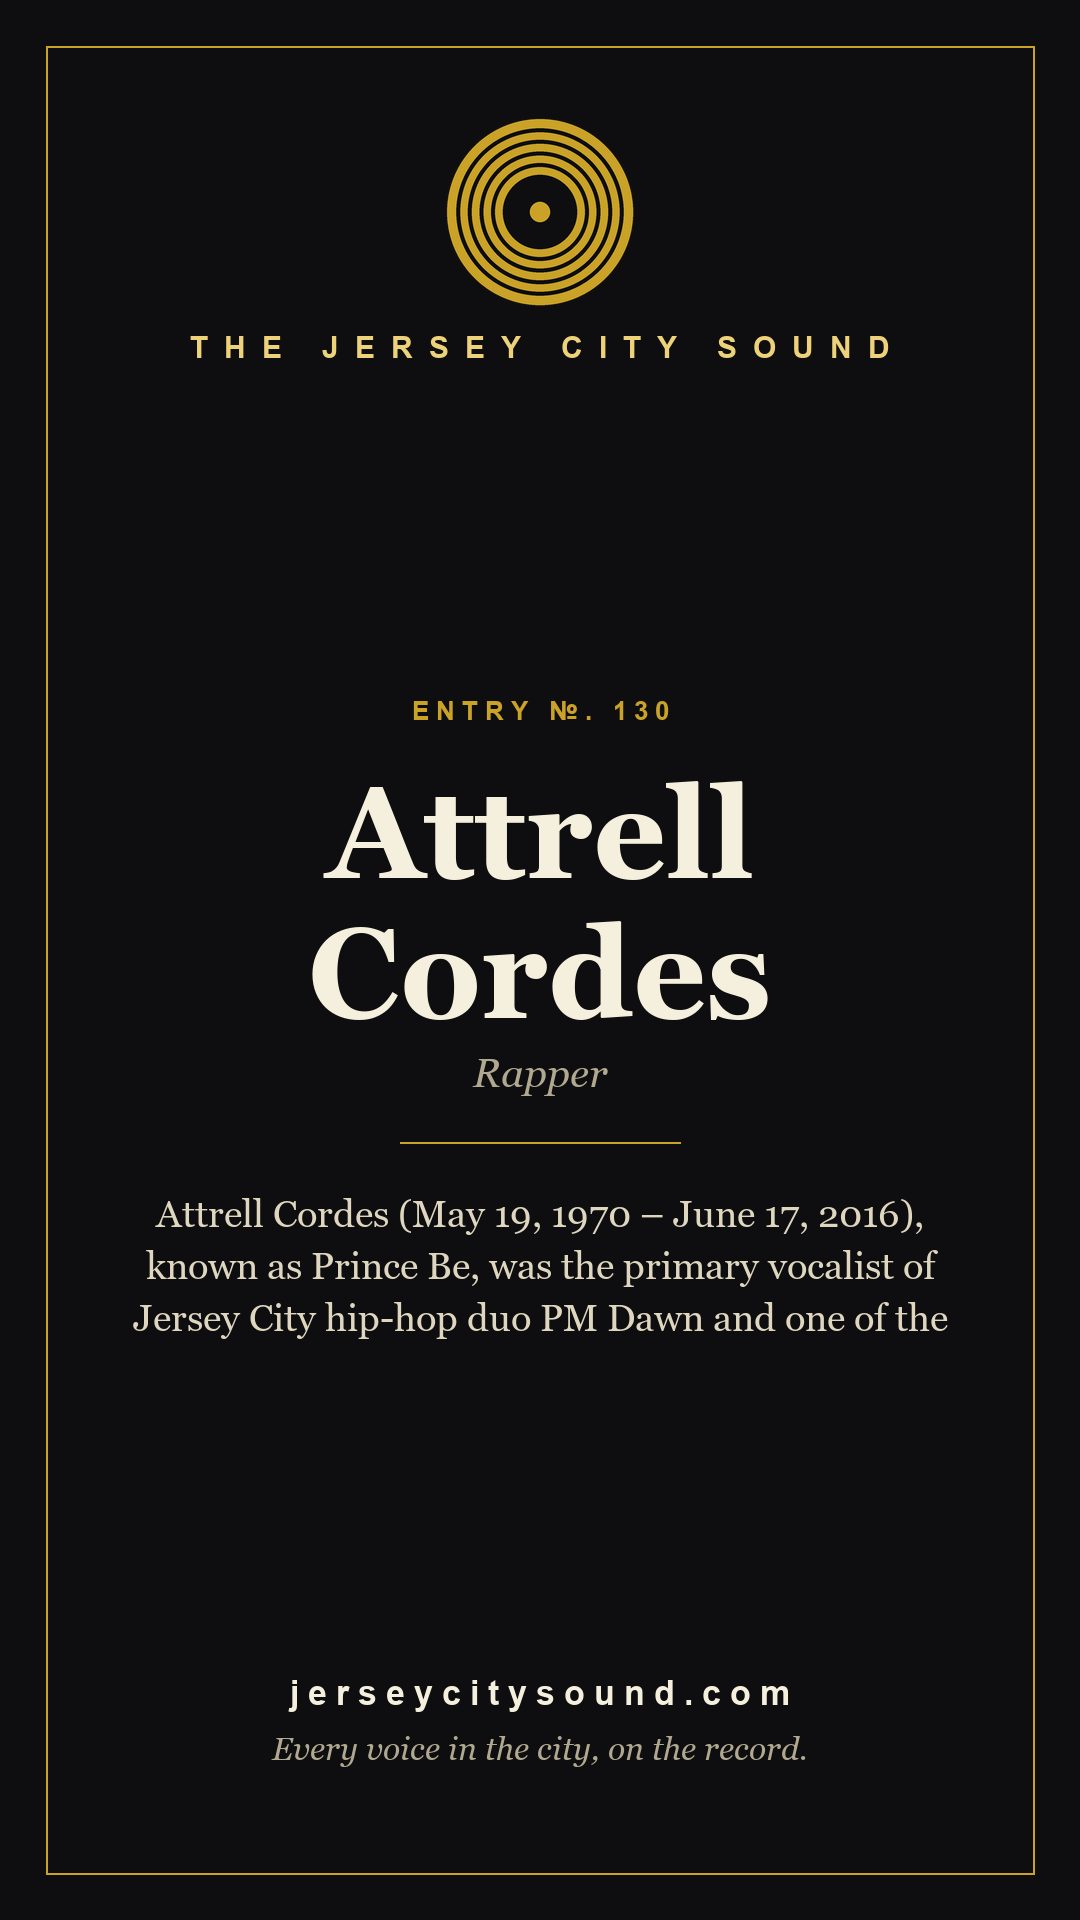 THE JERSEY CITY SOUND
ENTRY №. 130
Attrell
Cordes
Rapper
Attrell Cordes (May 19, 1970 – June 17, 2016),
known as Prince Be, was the primary vocalist of
Jersey City hip-hop duo PM Dawn and one of the
jerseycitysound.com
Every voice in the city, on the record.